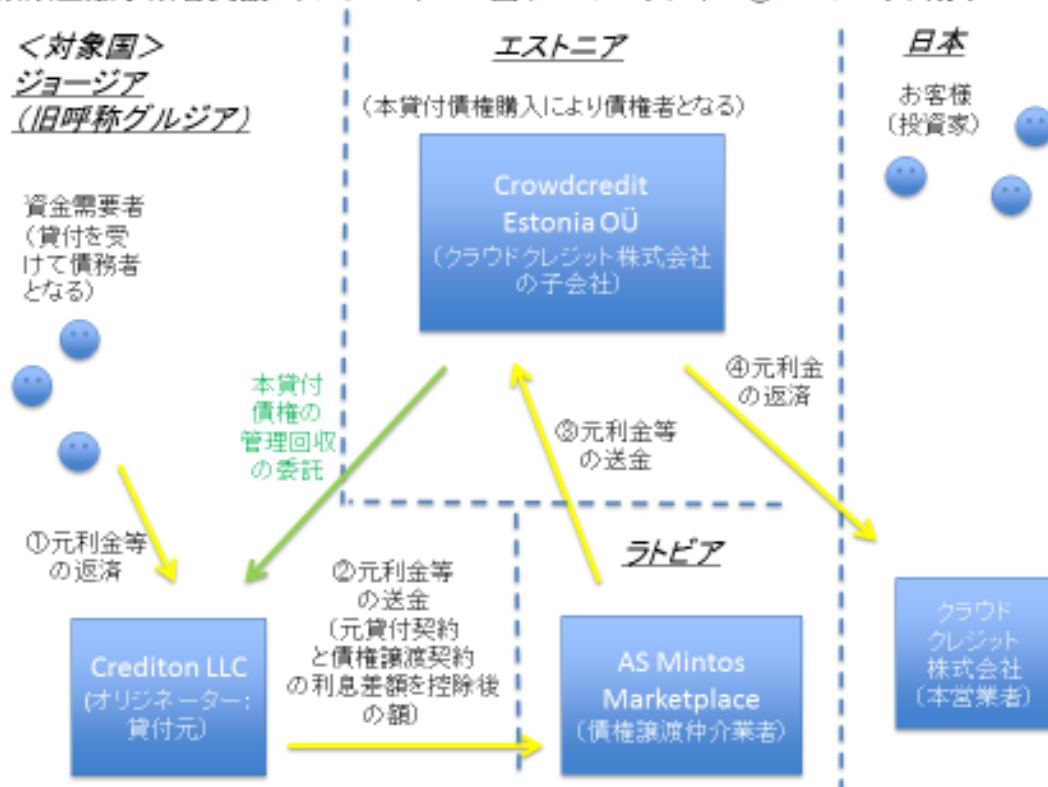 <対象国>
ジョージア
(旧呼称グルジア)
エストニア
(本貸付債権購入により債権者となる)
Crowdcredit
Estonia OÜ
(クラウドクレジット株式会社
の子会社)
日本
お客様
(投資家)
資金需要者
(貸付を受
けて債務者
となる)
本貸付
債権の
管理回収
の委託
④元利金
の返済
③元利金等
の送金
①元利金等
の返済
②元利金等
の送金
(元貸付契約
と債権譲渡契約
の利息差額を控除後
の額)
ラトビア
Crediton LLC
(オリジネーター;
貸付元)
AS Mintos
Marketplace
(債権譲渡仲介業者)
クラウド
クレジット
株式会社
(本営業者)